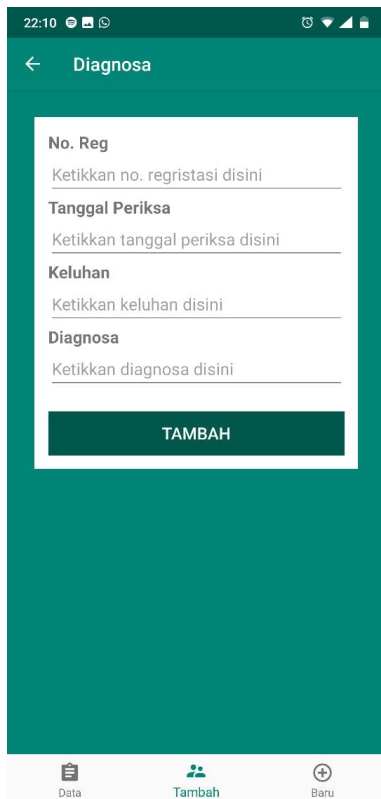 22:10
Diagnosa
No. Reg
Ketikkan no. regristasi disini
Tanggal Periksa
Ketikkan tanggal periksa disini
Keluhan
Ketikkan keluhan disini
Diagnosa
Ketikkan diagnosa disini
TAMBAH
Data
Tambah
Baru